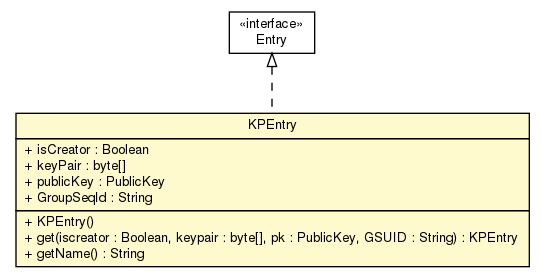 «interface»
Entry
KPEntry
+ isCreator : Boolean
+ keyPair : byte[]
+ publicKey : PublicKey
+ GroupSeqId : String
+ KPEntry()
+ get(iscreator : Boolean, keypair : byte[], pk : PublicKey, GSUID : String) : KPEntry
+ getName() : String